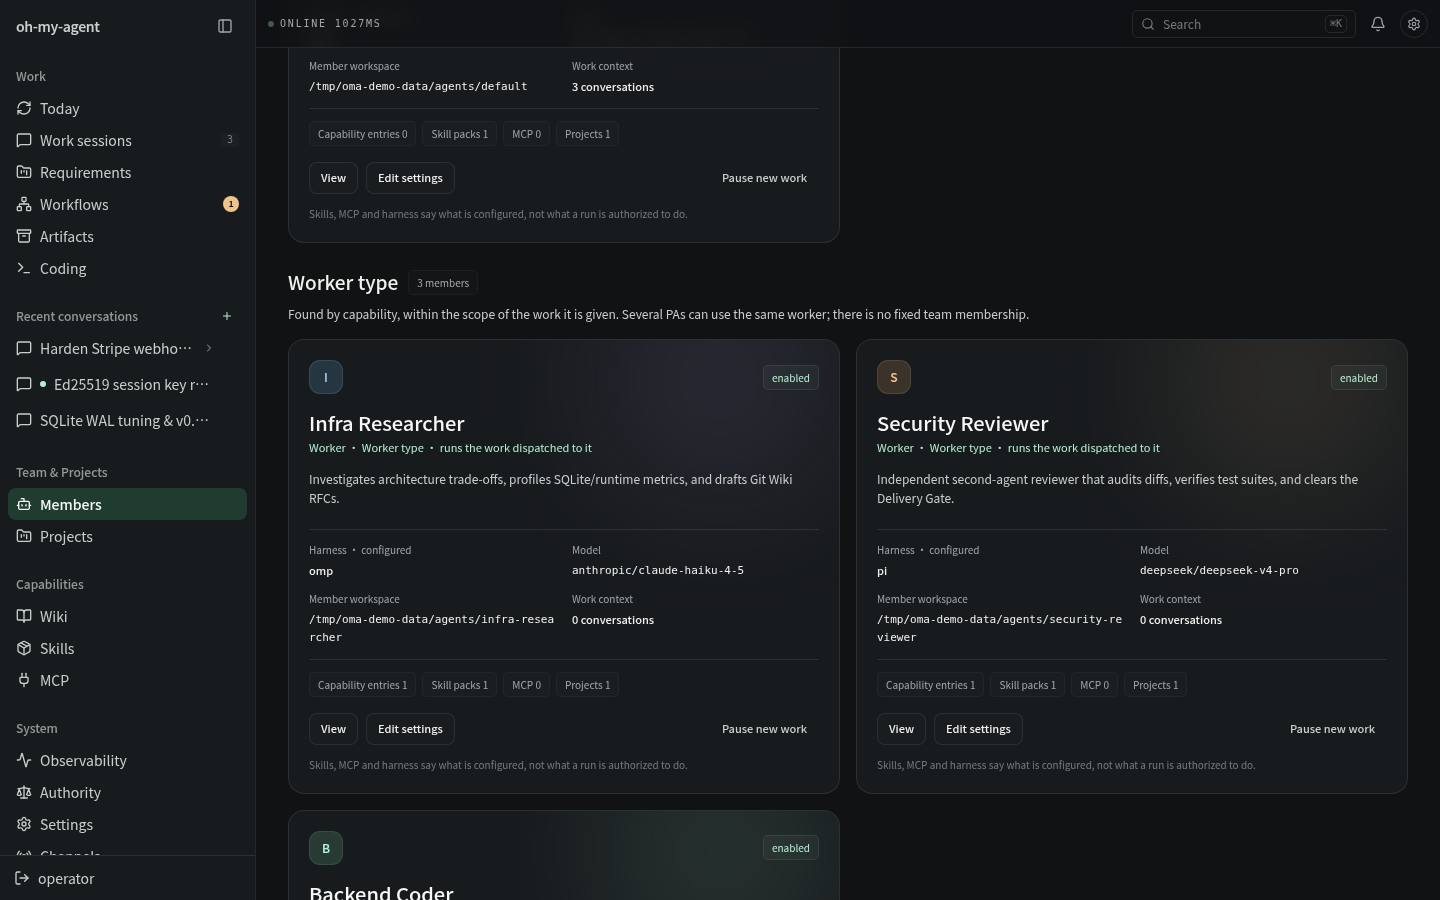 oh-my-agent
ONLINE 1027MS
Search
⌘K
Work
Today
Work sessions
3
Requirements
Workflows
1
Artifacts
Coding
Recent conversations
+
Harden Stripe webho···
Ed25519 session key r···
SQLite WAL tuning & v0.···
Team & Projects
Members
Projects
Capabilities
Wiki
Skills
MCP
System
Observability
Authority
Settings
Channels
operator
Member workspace
/tmp/oma-demo-data/agents/default
Work context
3 conversations
Capability entries 0
Skill packs 1
MCP 0
Projects 1
View
Edit settings
Pause new work
Skills, MCP and harness say what is configured, not what a run is authorized to do.
Worker type
3 members
Found by capability, within the scope of the work it is given. Several PAs can use the same worker; there is no fixed team membership.
I
enabled
Infra Researcher
Worker · Worker type · runs the work dispatched to it
Investigates architecture trade-offs, profiles SQLite/runtime metrics, and drafts Git Wiki
RFCs.
Harness · configured
omp
Model
anthropic/claude-haiku-4-5
Member workspace
/tmp/oma-demo-data/agents/infra-resea
rcher
Work context
0 conversations
Capability entries 1
Skill packs 1
MCP 0
Projects 1
View
Edit settings
Pause new work
Skills, MCP and harness say what is configured, not what a run is authorized to do.
S
enabled
Security Reviewer
Worker · Worker type · runs the work dispatched to it
Independent second-agent reviewer that audits diffs, verifies test suites, and clears the
Delivery Gate.
Harness · configured
pi
Model
deepseek/deepseek-v4-pro
Member workspace
/tmp/oma-demo-data/agents/security-re
viewer
Work context
0 conversations
Capability entries 1
Skill packs 1
MCP 0
Projects 1
View
Edit settings
Pause new work
Skills, MCP and harness say what is configured, not what a run is authorized to do.
B
enabled
Backend Coder